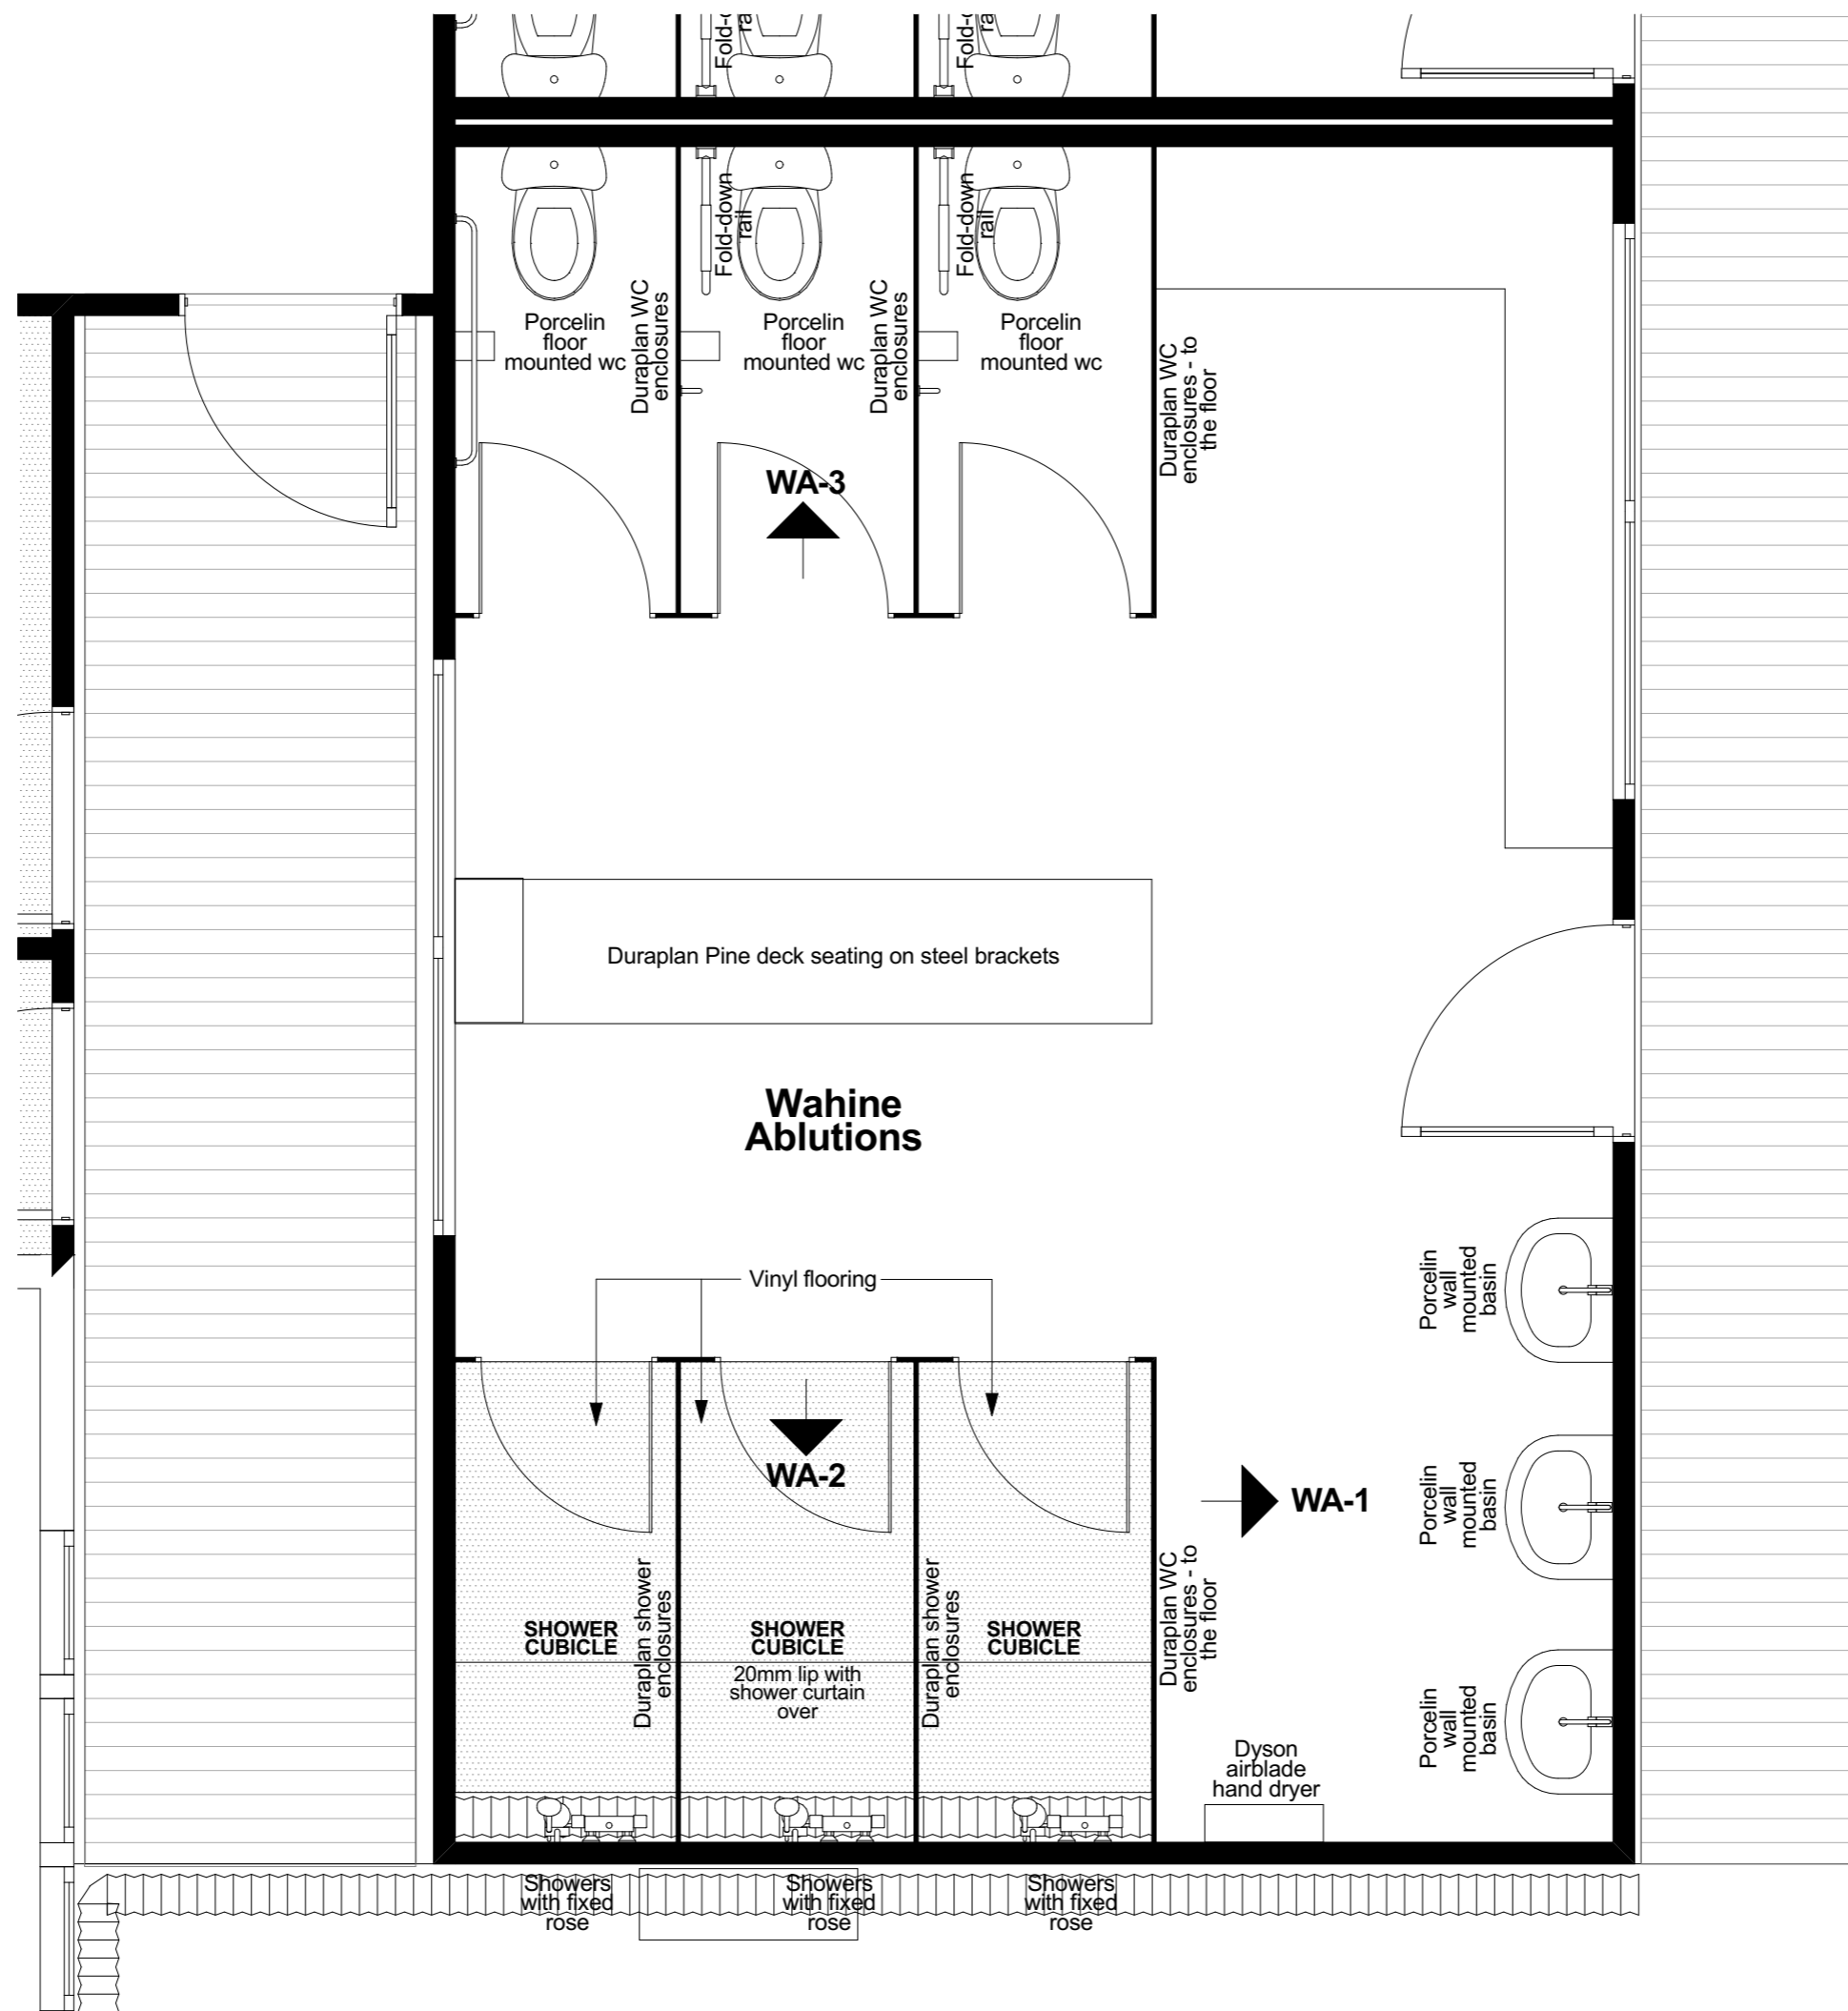 Fold-down
rail
Fold-down
rail
Porcelin
floor
mounted wc
Duraplan WC
enclosures
Porcelin
floor
mounted wc
Duraplan WC
enclosures
Porcelin
floor
mounted wc
Duraplan WC
enclosures - to
the floor
WA-3
Duraplan Pine deck seating on steel brackets
Wahine
Ablutions
Vinyl flooring
Porcelin
wall
mounted
basin
WA-2
WA-1
Porcelin
wall
mounted
basin
SHOWER
CUBICLE
Duraplan shower
enclosures
SHOWER
CUBICLE
20mm lip with
shower curtain
over
Duraplan shower
enclosures
SHOWER
CUBICLE
Duraplan WC
enclosures - to
the floor
Porcelin
wall
mounted
basin
Dyson
airblade
hand dryer
Showers
with fixed
rose
Showers
with fixed
rose
Showers
with fixed
rose